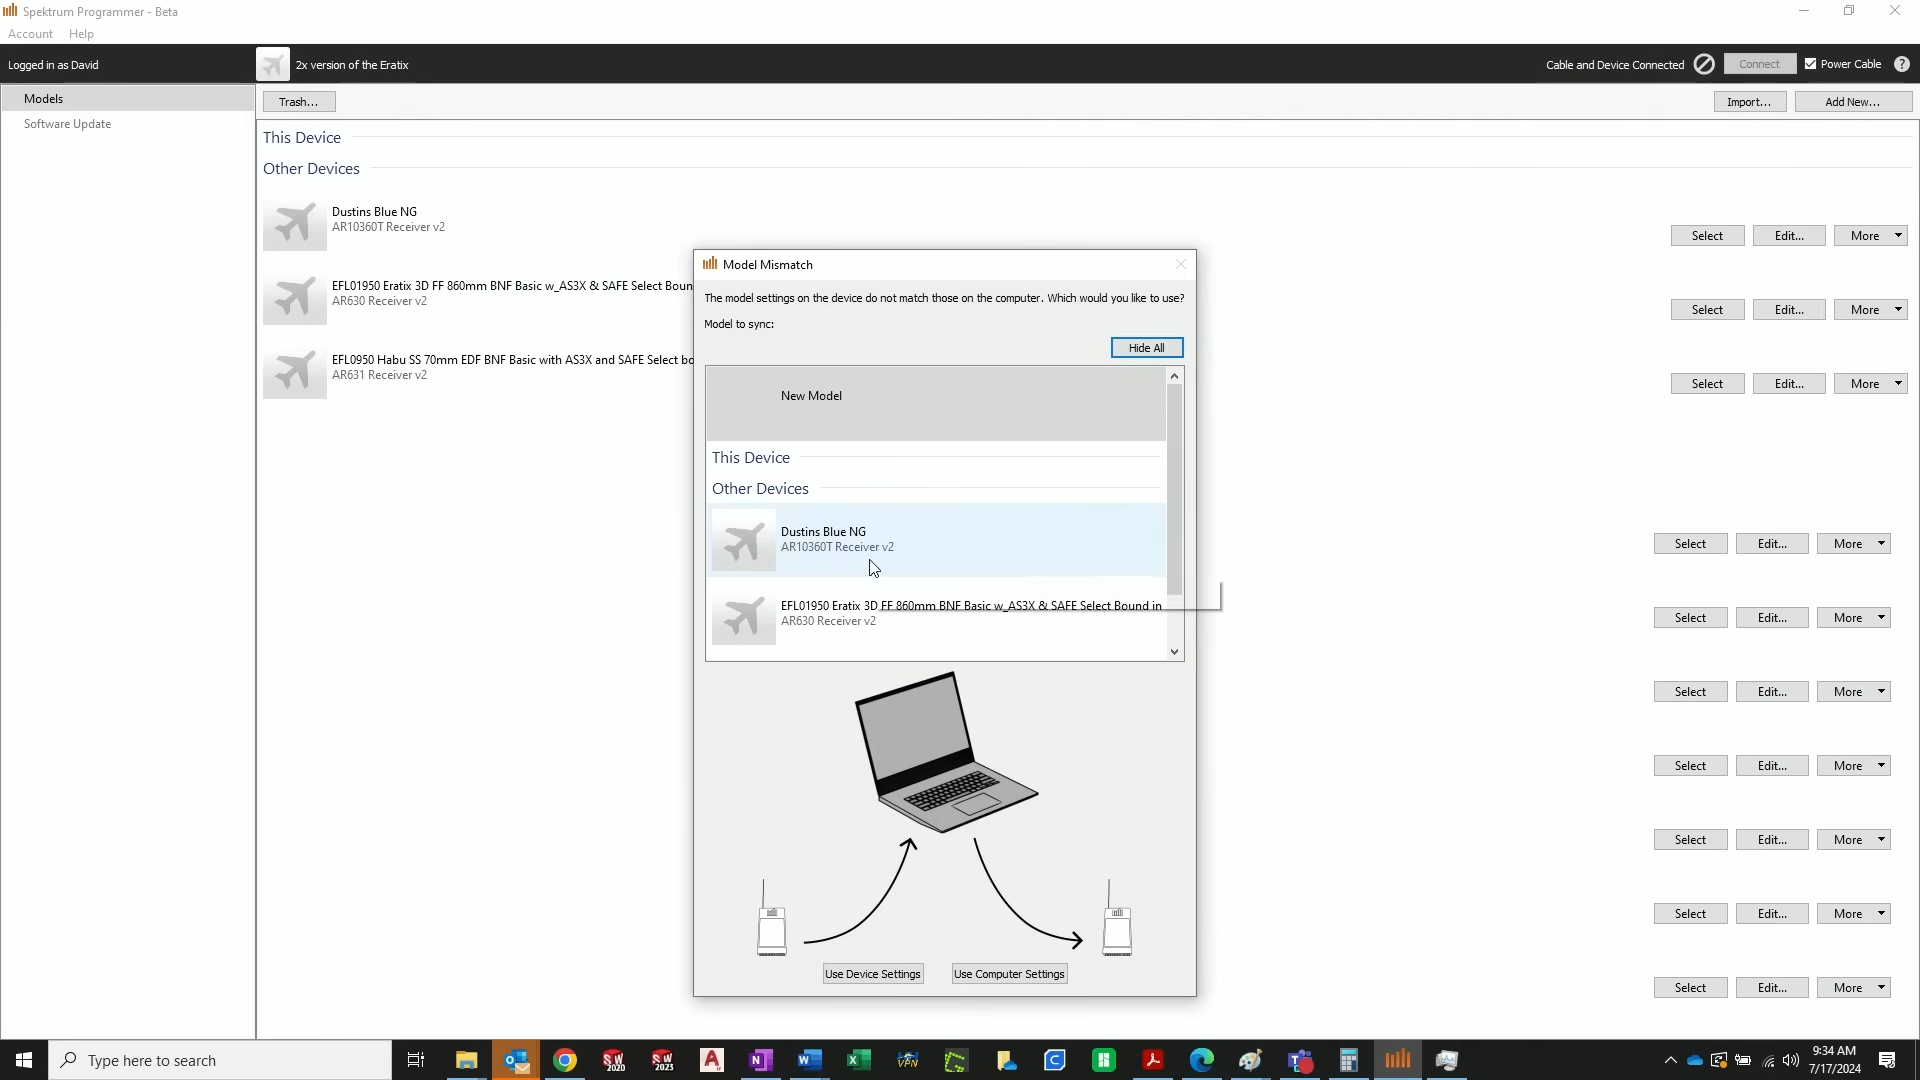 Spektrum Programmer - Beta
Account Help
Logged in as David
2x version of the Eratix
Cable and Device Connected
Connect
Power Cable
?
Models
Software Update
Trash...
Import...
Add New...
This Device
Other Devices
Dustins Blue NG
AR10360T Receiver v2
Select Edit... More
EFL01950 Eratix 3D FF 860mm BNF Basic w_AS3X & SAFE Select Boun
AR630 Receiver v2
Select Edit... More
EFL0950 Habu SS 70mm EDF BNF Basic with AS3X and SAFE Select bo
AR631 Receiver v2
Select Edit... More
Select Edit... More
Select Edit... More
Select Edit... More
Select Edit... More
Select Edit... More
Select Edit... More
Select Edit... More
Model Mismatch
The model settings on the device do not match those on the computer. Which would you like to use?
Model to sync:
Hide All
New Model
This Device
Other Devices
Dustins Blue NG
AR10360T Receiver v2
EFL01950 Eratix 3D FF 860mm BNF Basic w_AS3X & SAFE Select Bound in
AR630 Receiver v2
Use Device Settings
Use Computer Settings
Type here to search
SW 2020
SW 2023
A
N
W
X
VPN
C
9:34 AM
7/17/2024